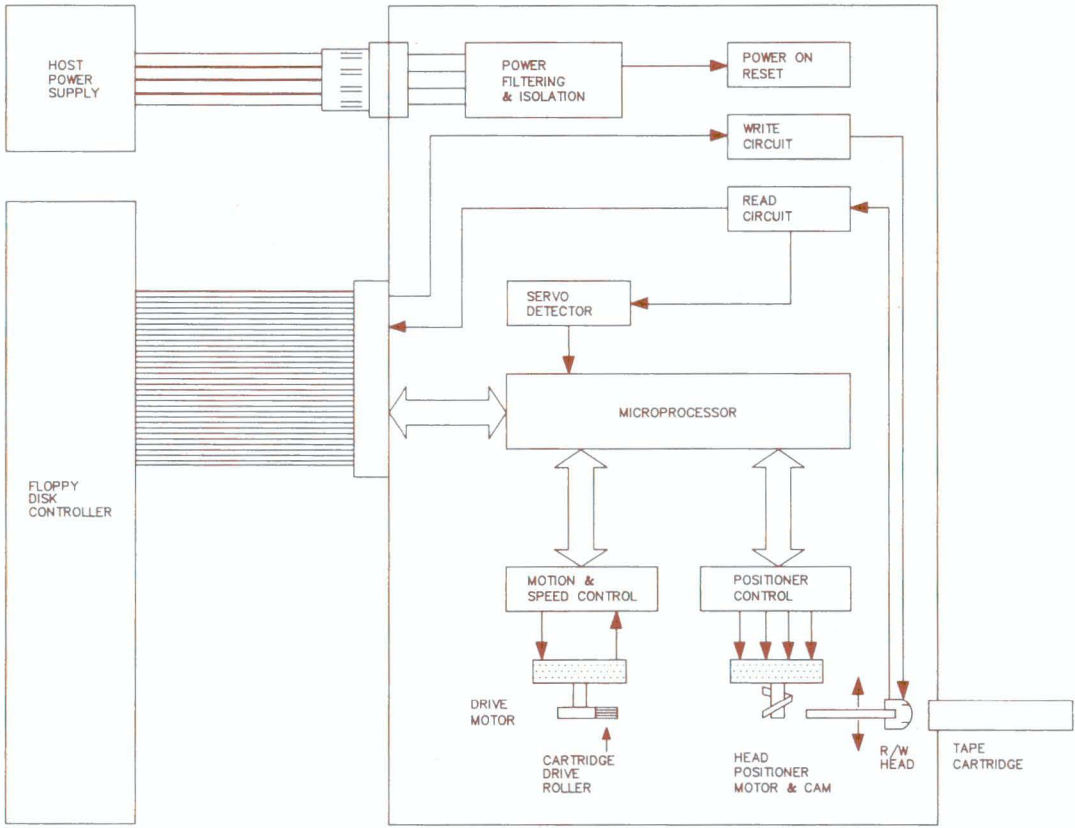 HOST
POWER
SUPPLY
POWER
FILTERING
& ISOLATION
POWER ON
RESET
WRITE
CIRCUIT
READ
CIRCUIT
SERVO
DETECTOR
MICROPROCESSOR
FLOPPY
DISK
CONTROLLER
MOTION &
SPEED CONTROL
POSITIONER
CONTROL
DRIVE
MOTOR
CARTRIDGE
DRIVE
ROLLER
HEAD
POSITIONER
MOTOR & CAM
R/W
HEAD
TAPE
CARTRIDGE